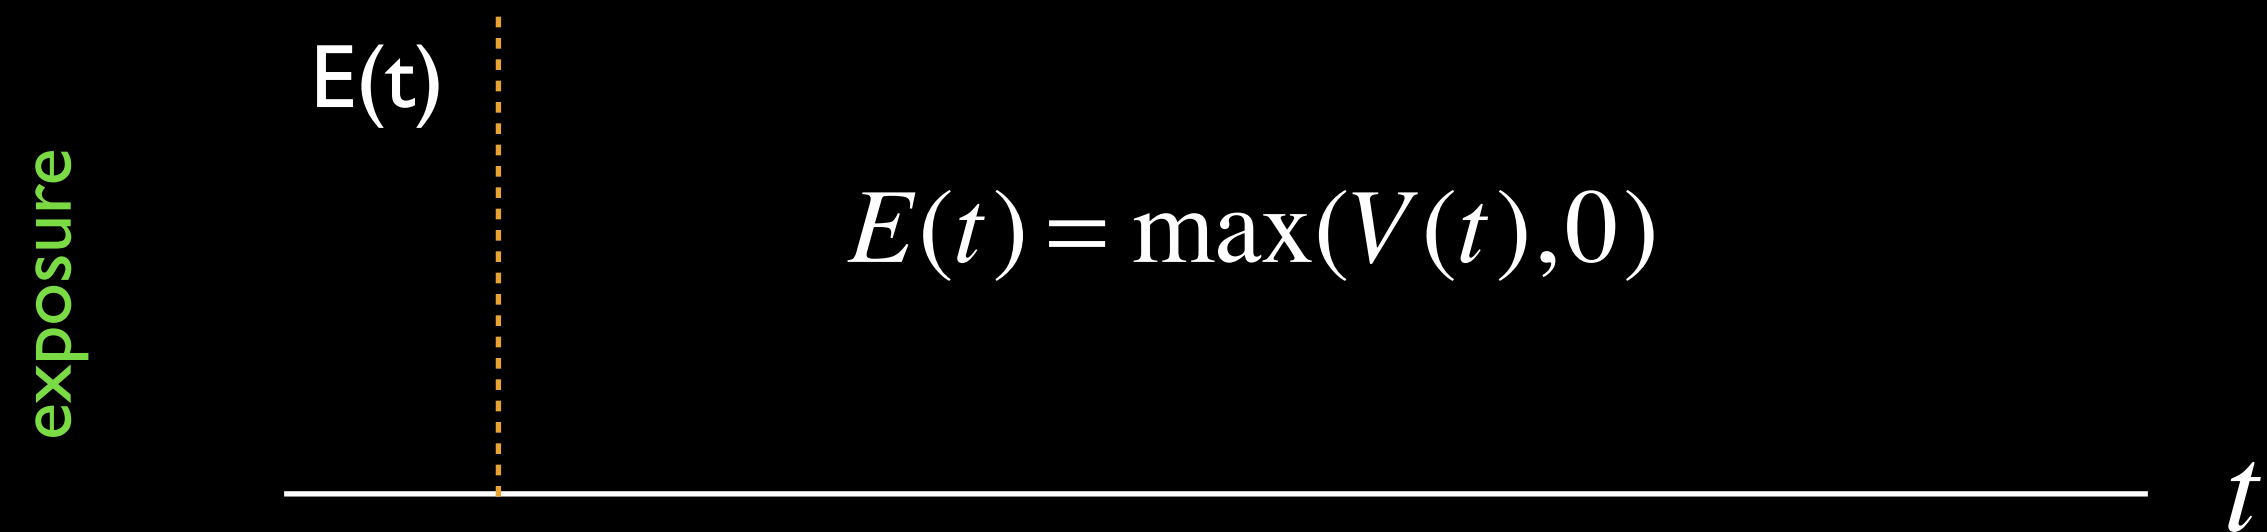 E(t)
exposure
E(t) = max(V(t),0)
t